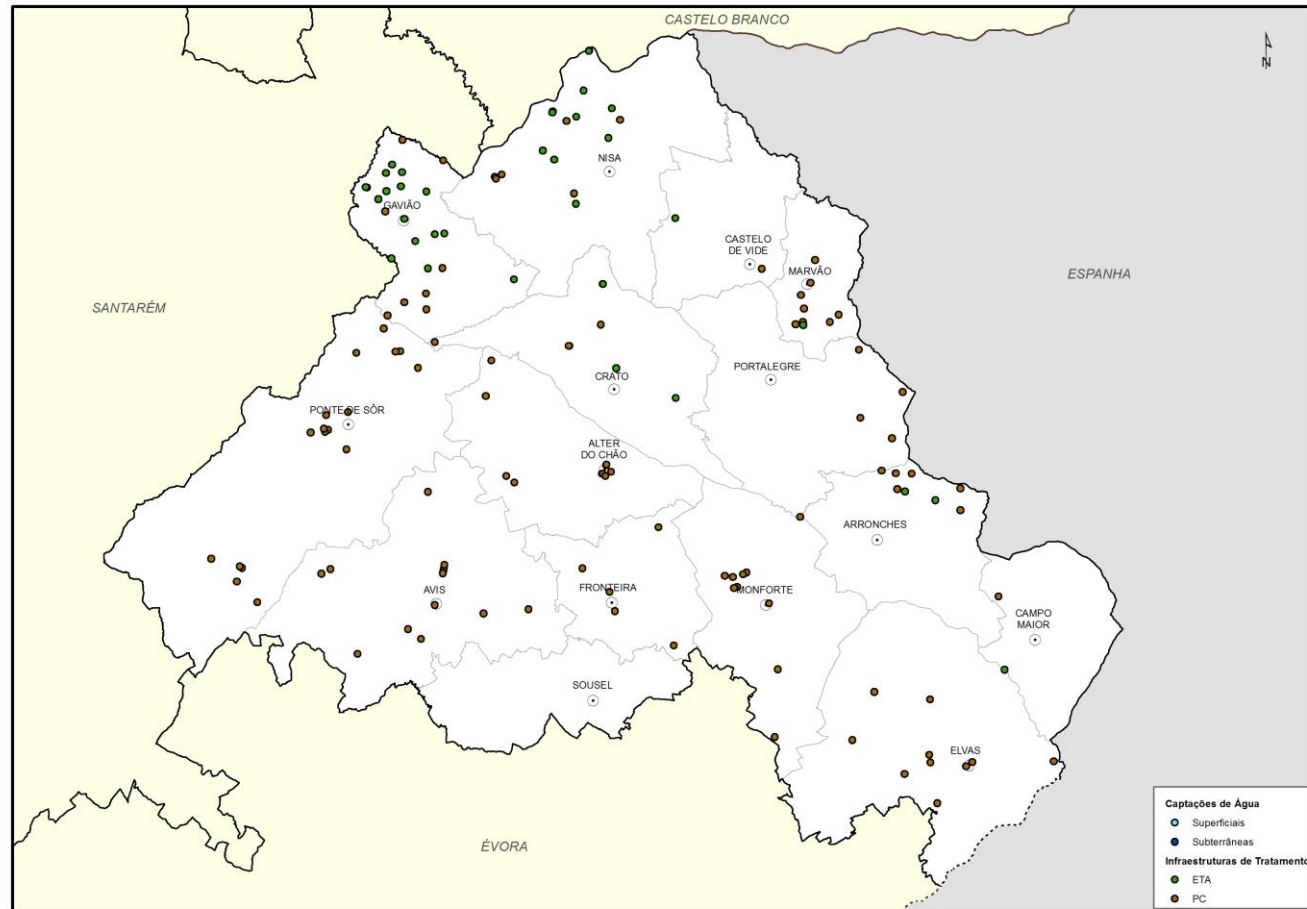 CASTELO BRANCO
N
NISA
GAVIÃO
CASTELO
DE VIDE
MARVÃO
ESPANHA
SANTARÉM
PORTALEGRE
CRATO
PONTE DE SÔR
ALTER
DO CHÃO
ARRONCHES
AVIS
FRONTEIRA
MONFORTE
CAMPO
MAIOR
SOUSEL
ELVAS
ÉVORA
Captações de Água
Superficiais
Subterrâneas
Infraestruturas de Tratamento
ETA
PC